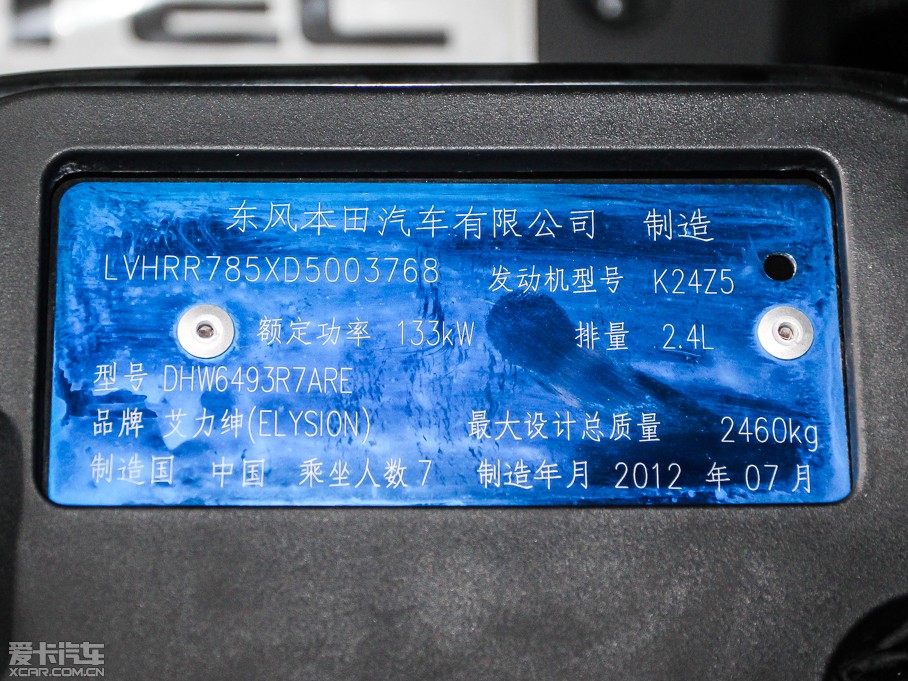 东风本田汽车有限公司 制造
LVHRR785XD5003768 发动机型号 K24Z5
额定功率 133kW 排量 2.4L
型号 DHW6493R7ARE
品牌 艾力绅(ELYSION) 最大设计总质量 2460kg
制造国 中国 乘坐人数 7 制造年月 2012 年 07 月
爱卡汽车
XCAR.COM.CN